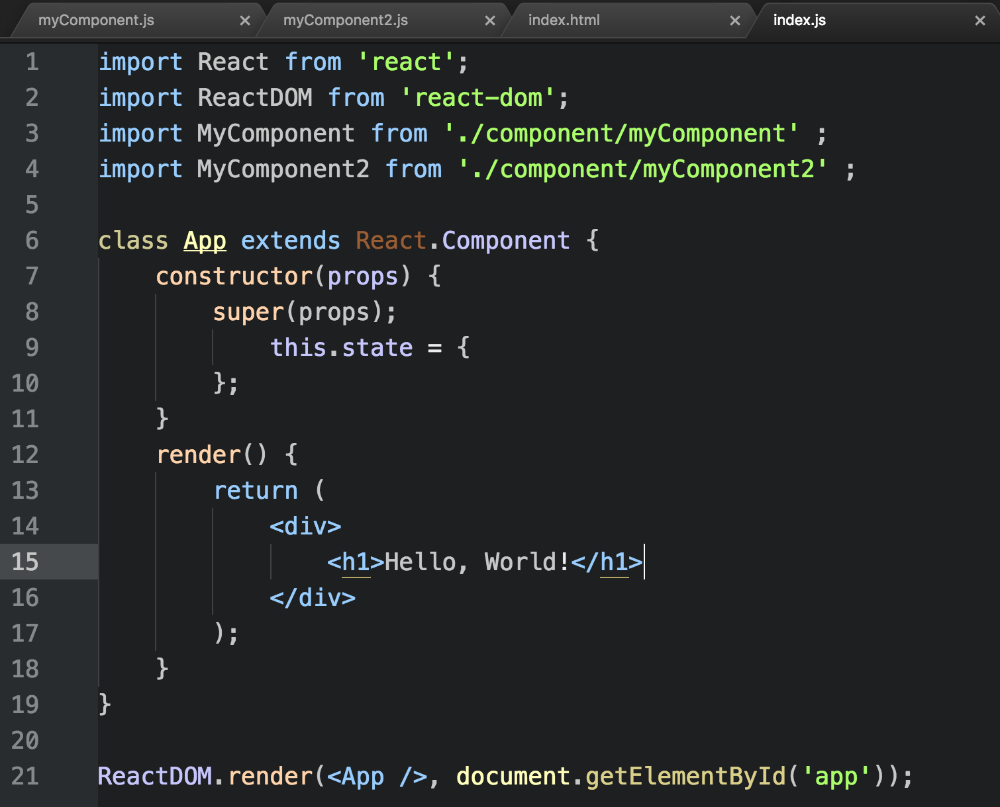 myComponent.js × myComponent2.js × index.html × index.js ×
1 import React from 'react';
2 import ReactDOM from 'react-dom';
3 import MyComponent from './component/myComponent' ;
4 import MyComponent2 from './component/myComponent2' ;
5
6 class App extends React.Component {
7     constructor(props) {
8         super(props);
9             this.state = {
10         };
11     }
12     render() {
13         return (
14             <div>
15                 <h1>Hello, World!</h1>
16             </div>
17         );
18     }
19 }
20
21 ReactDOM.render(<App />, document.getElementById('app'));